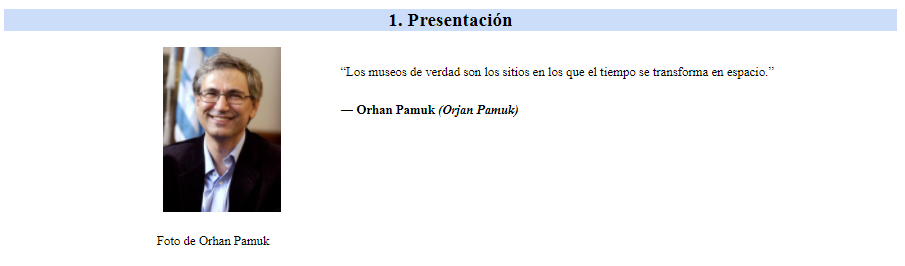 1. Presentación
“Los museos de verdad son los sitios en los que el tiempo se transforma en espacio.”
— Orhan Pamuk (Orjan Pamuk)
Foto de Orhan Pamuk